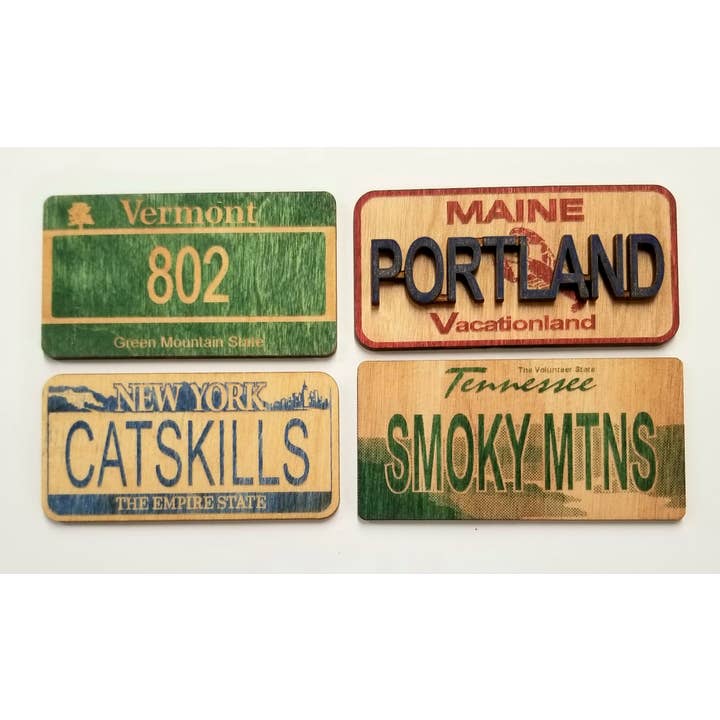 Vermont
802
Green Mountain State
MAINE
PORTLAND
Vacationland
NEW YORK
CATSKILLS
THE EMPIRE STATE
The Volunteer State
Tennessee
SMOKY MTNS